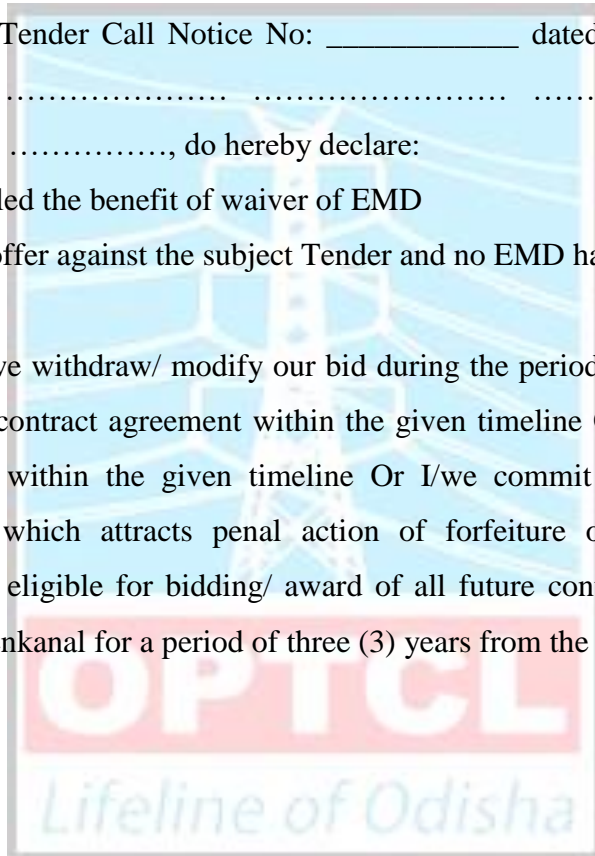 Tender Call Notice No: ____________ dated
………………… …………………… ……
……………, do hereby declare:
led the benefit of waiver of EMD
offer against the subject Tender and no EMD ha
ve withdraw/ modify our bid during the period
contract agreement within the given timeline
within the given timeline Or I/we commit
which attracts penal action of forfeiture o
eligible for bidding/ award of all future con
nkanal for a period of three (3) years from the
OPTCL
Lifeline of Odisha